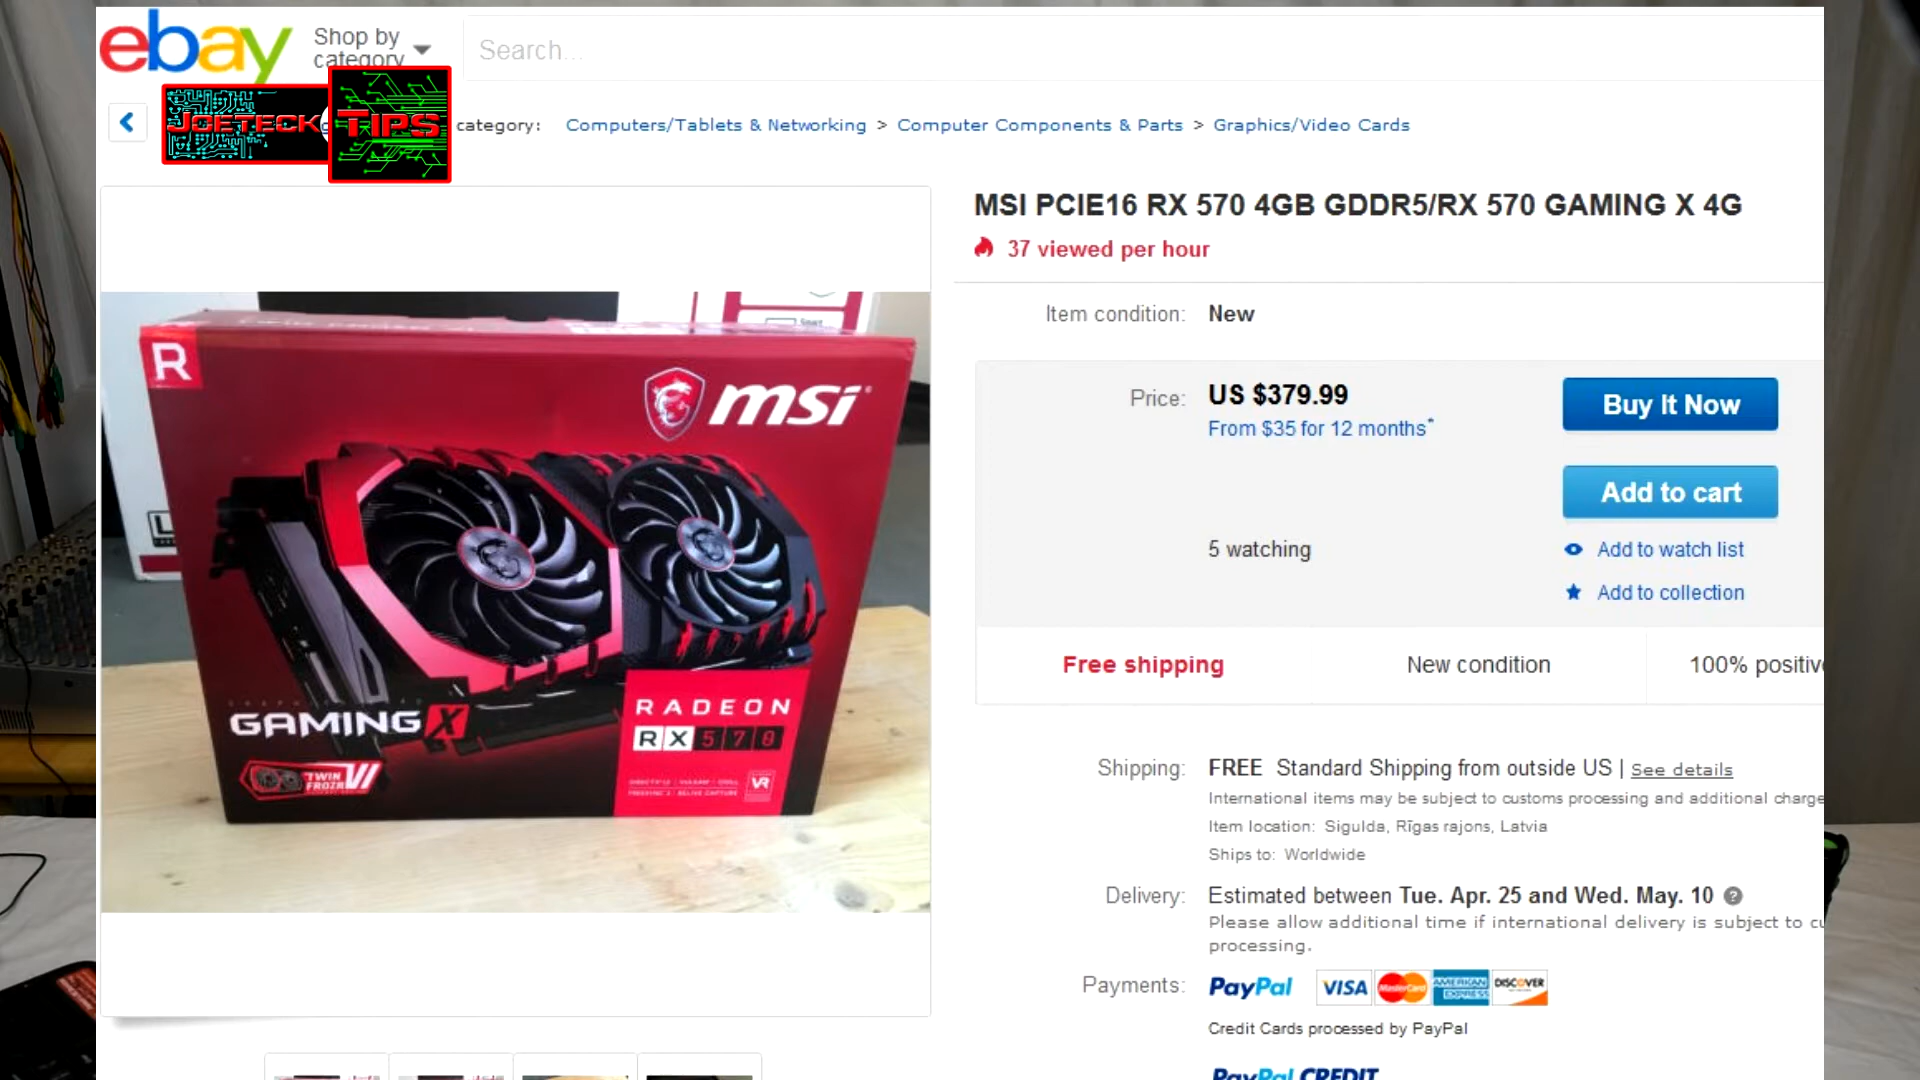 ebay
Shop by
category
Search...
JOETECK TIPS
category: Computers/Tablets & Networking > Computer Components & Parts > Graphics/Video Cards
MSI PCIE16 RX 570 4GB GDDR5/RX 570 GAMING X 4G
37 viewed per hour
Item condition: New
Price: US $379.99
Buy It Now
From $35 for 12 months*
Add to cart
5 watching
Add to watch list
Add to collection
Free shipping New condition 100% positiv
Shipping: FREE Standard Shipping from outside US | See details
International items may be subject to customs processing and additional charge
Item location: Sigulda, Rīgas rajons, Latvia
Ships to: Worldwide
Delivery: Estimated between Tue. Apr. 25 and Wed. May. 10 ?
Please allow additional time if international delivery is subject to cu
processing.
Payments: PayPal VISA MasterCard AMERICAN EXPRESS DISCOVER
Credit Cards processed by PayPal
PayPal CREDIT
R
msi
GAMING X
TWIN
FROZR VI
RADEON
RX 570
VR